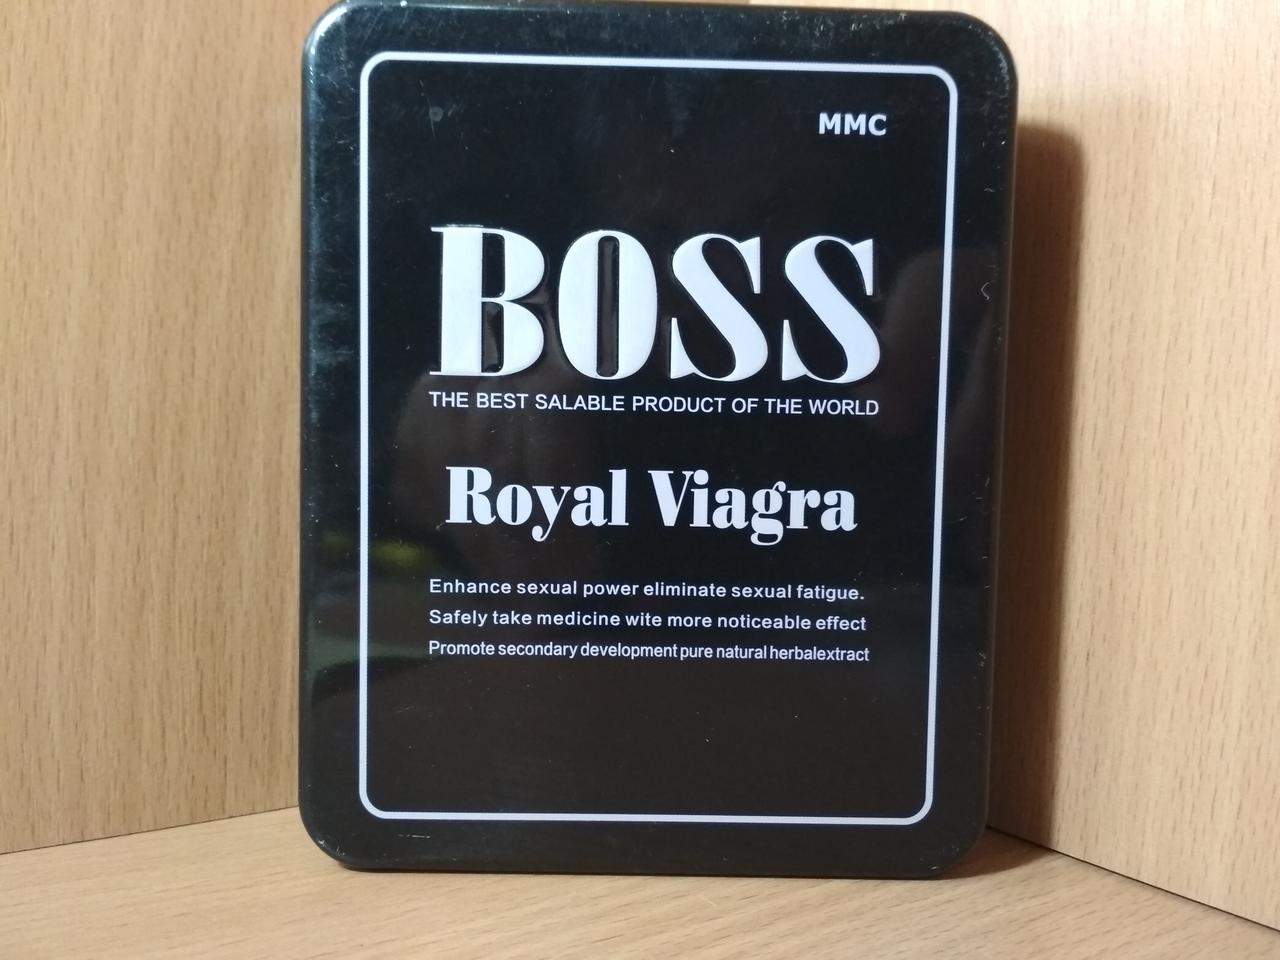 MMC
BOSS
THE BEST SALABLE PRODUCT OF THE WORLD
Royal Viagra
Enhance sexual power eliminate sexual fatigue.
Safely take medicine wite more noticeable effect
Promote secondary development pure natural herbalextract